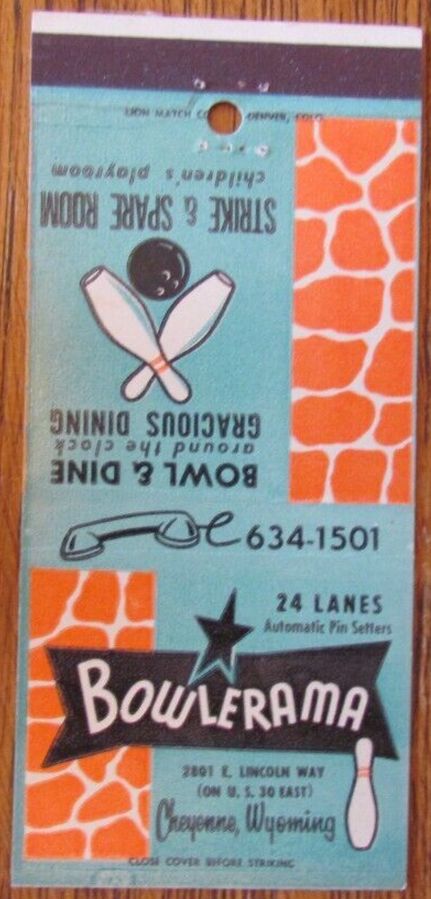 LION MATCH CO. DENVER, COLO.
children's playroom
STRIKE & SPARE ROOM
GRACIOUS DINING
around the clock
BOWL & DINE
634-1501
24 LANES
Automatic Pin Setters
BOWLERAMA
2801 E. LINCOLN WAY
(ON U. S. 30 EAST)
Cheyenne, Wyoming
CLOSE COVER BEFORE STRIKING